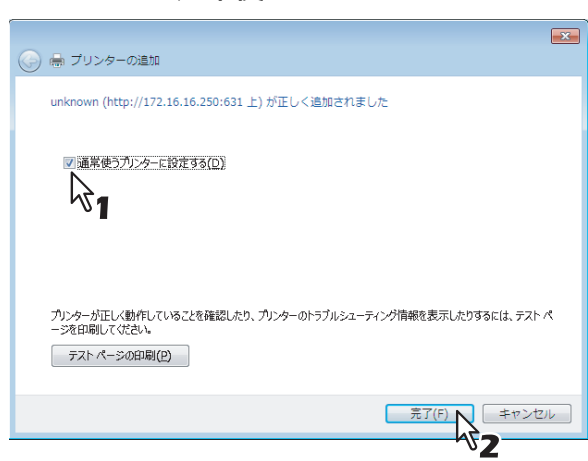 プリンターの追加
unknown (http://172.16.16.250:631 上) が正しく追加されました
通常使うプリンターに設定する(D)
1
プリンターが正しく動作していることを確認したり、プリンターのトラブルシューティング情報を表示したりするには、テスト ペ
ージを印刷してください。
テスト ページの印刷(P)
完了(F)
キャンセル
2